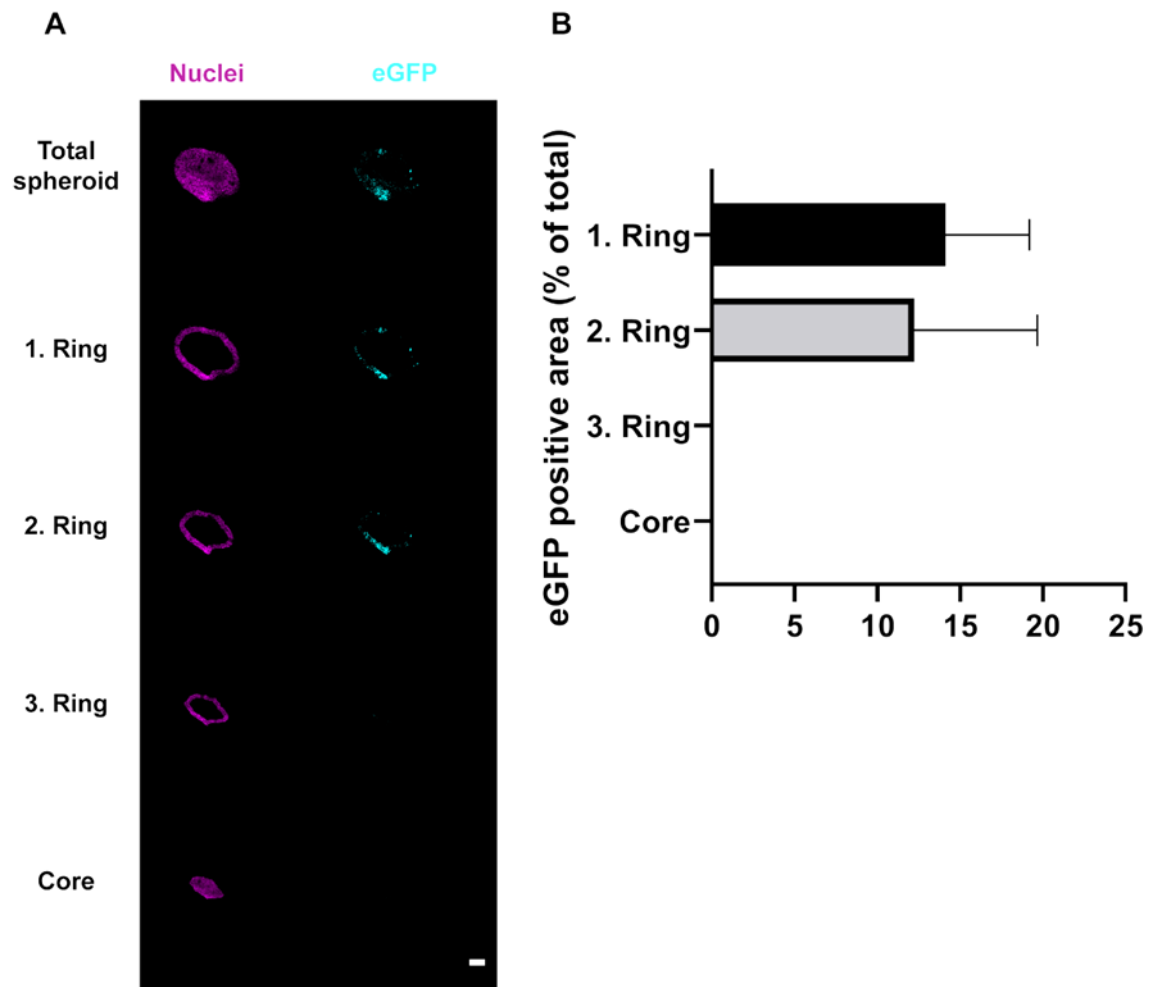 A
Nuclei
eGFP
Total
spheroid
1. Ring
2. Ring
3. Ring
Core
B
eGFP positive area (% of total)
1. Ring
2. Ring
3. Ring
Core
0 5 10 15 20 25